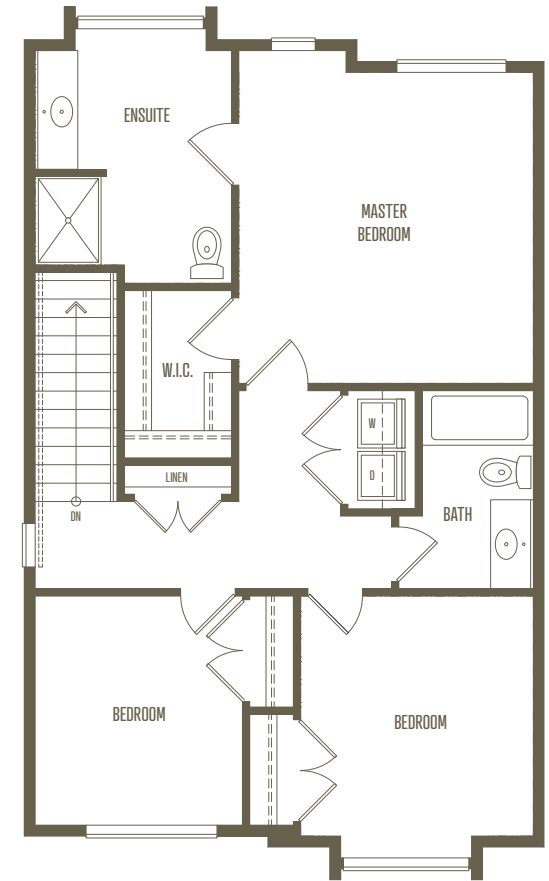 ENSUITE
MASTER
BEDROOM
W.I.C.
W
D
LINEN
DN
BATH
BEDROOM
BEDROOM